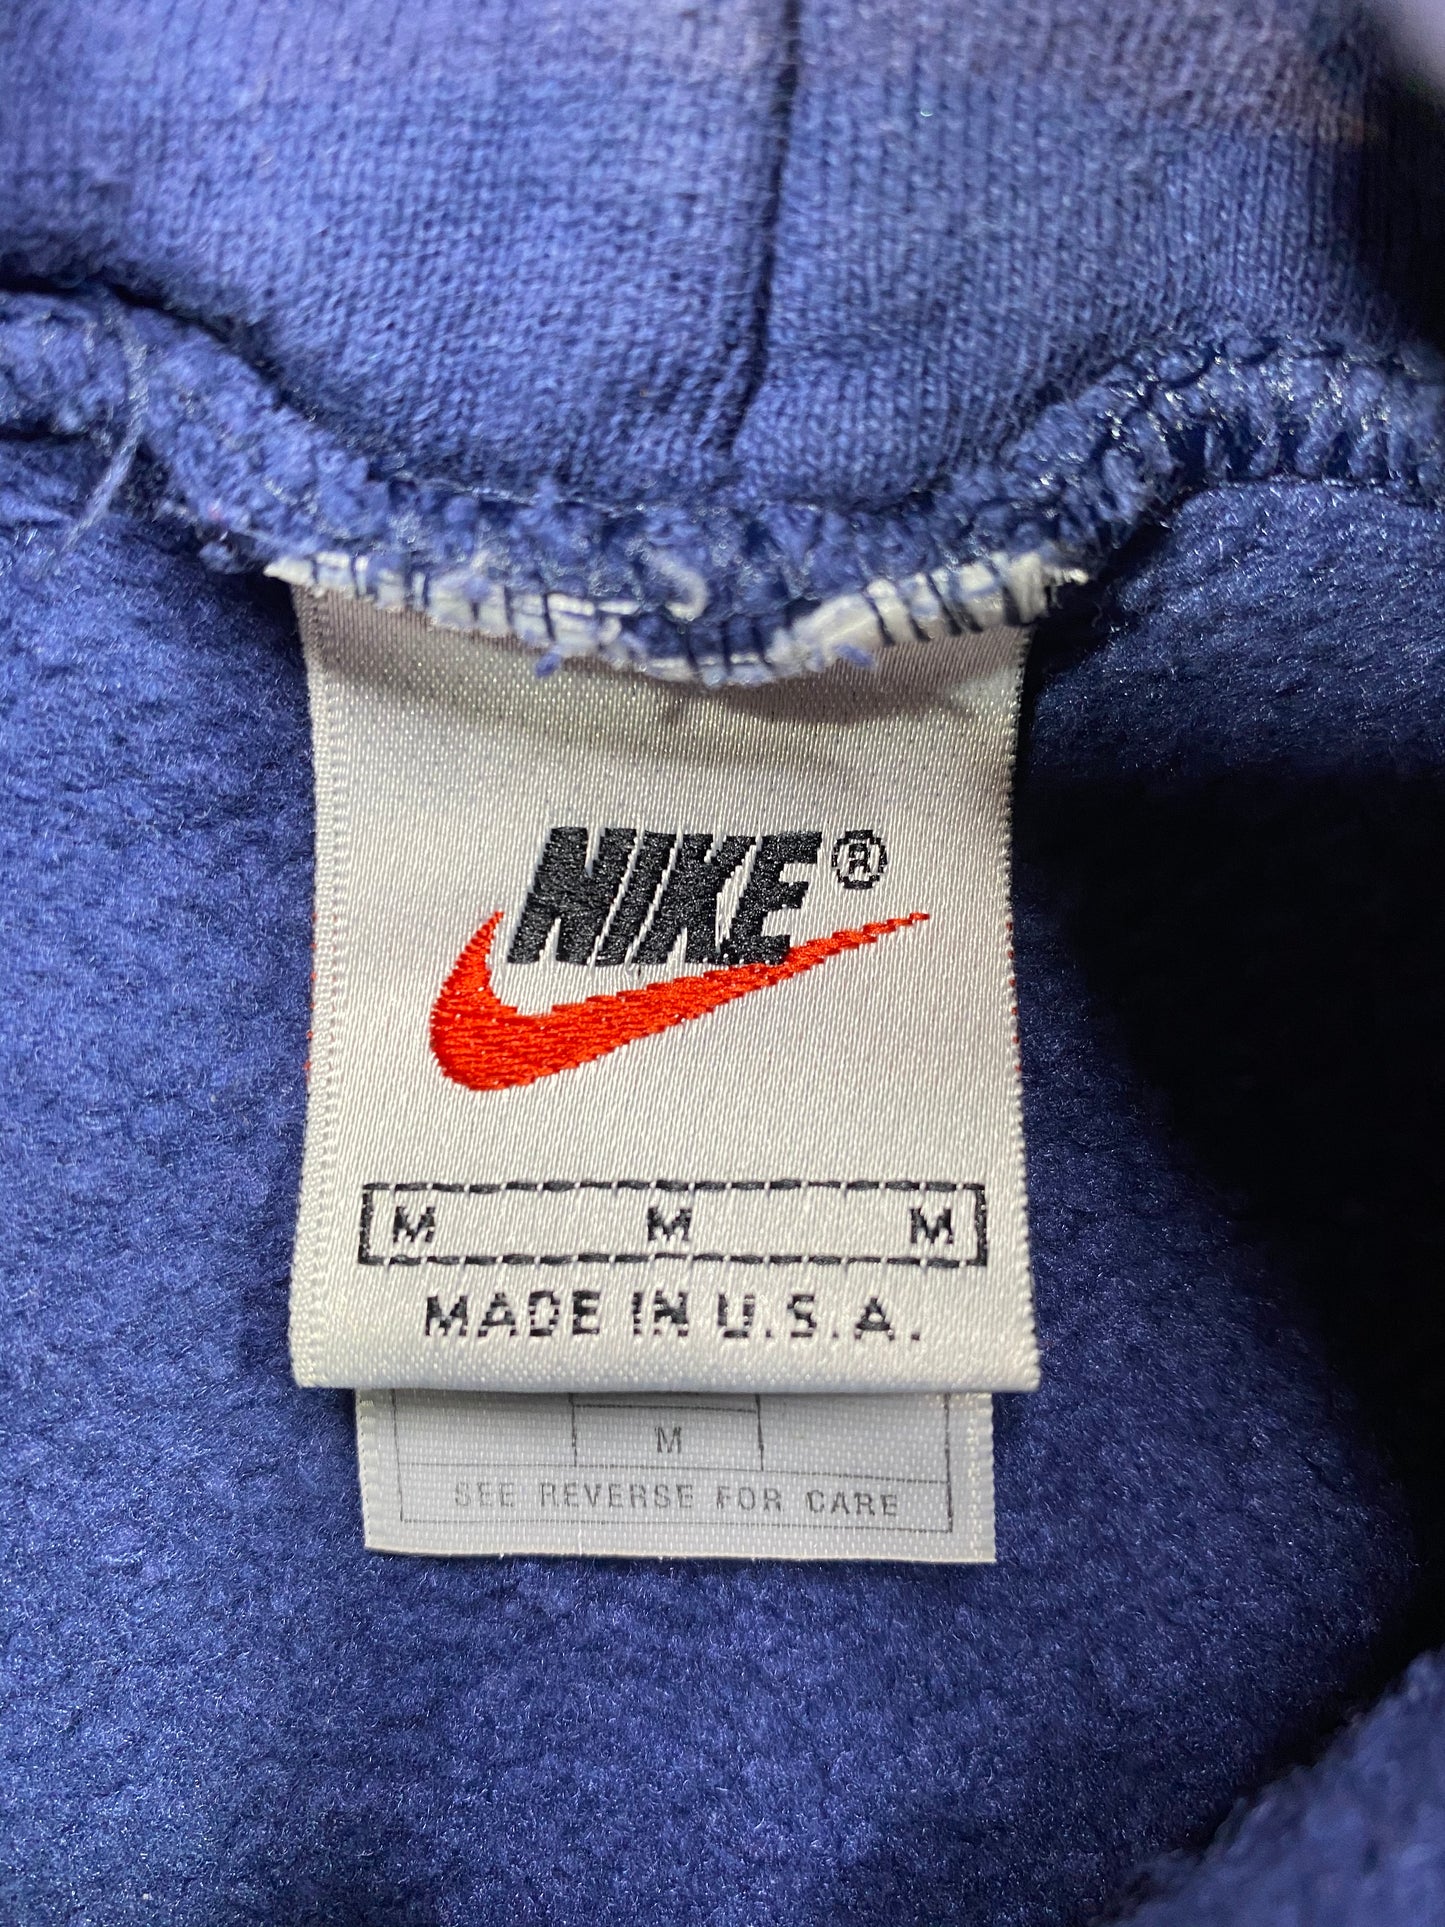 NIKE®
M M M
MADE IN U.S.A.
M
SEE REVERSE FOR CARE